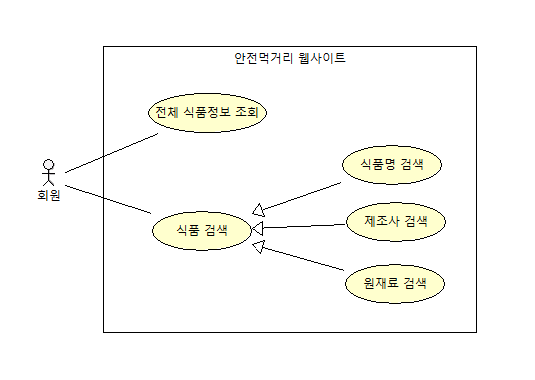 안전먹거리 웹사이트
전체 식품정보 조회
회원
식품 검색
식품명 검색
제조사 검색
원재료 검색